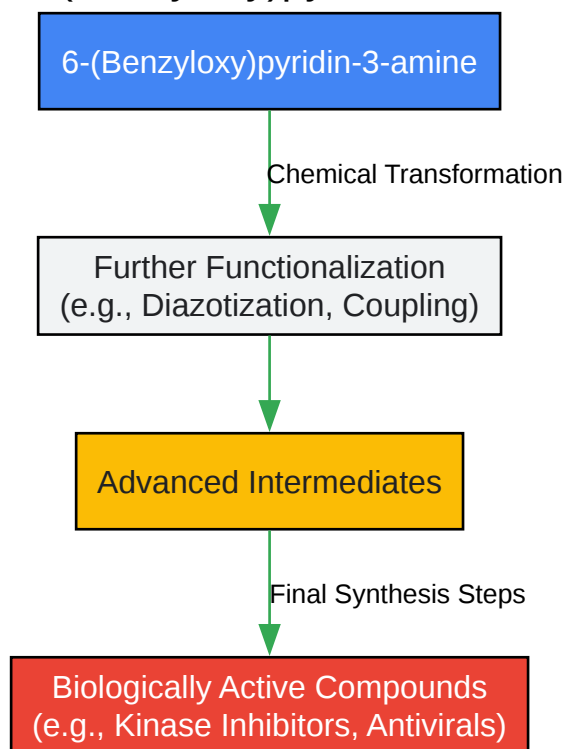 6-(Benzyloxy)pyridin-3-amine
Chemical Transformation
Further Functionalization
(e.g., Diazotization, Coupling)
Advanced Intermediates
Final Synthesis Steps
Biologically Active Compounds
(e.g., Kinase Inhibitors, Antivirals)